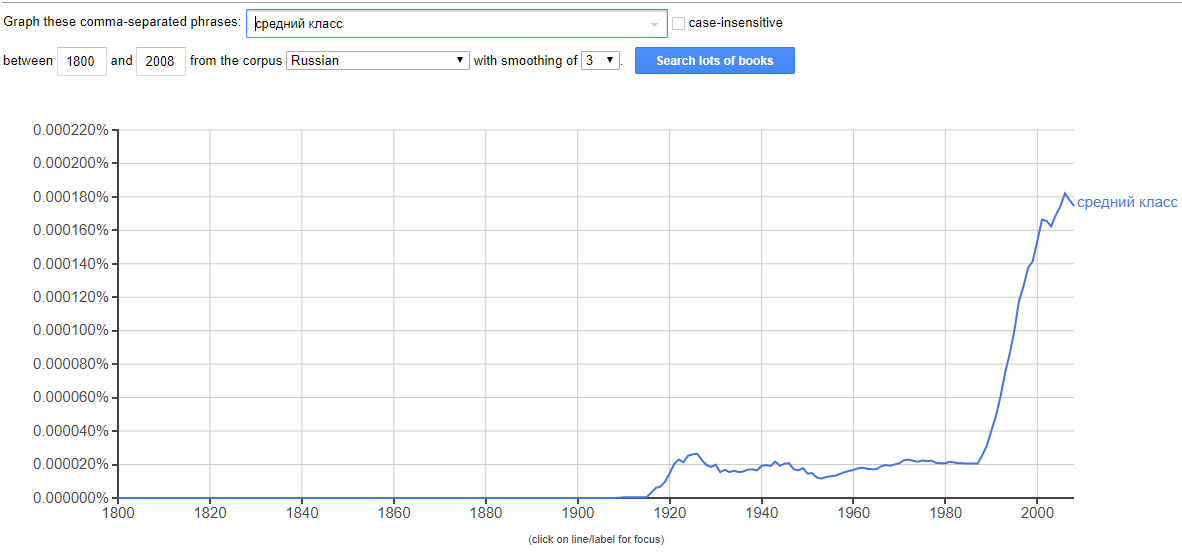 Graph these comma-separated phrases: средний класс case-insensitive
between 1800 and 2008 from the corpus Russian with smoothing of 3 . Search lots of books
0.000220%
0.000200%
0.000180%
средний класс
0.000160%
0.000140%
0.000120%
0.000100%
0.000080%
0.000060%
0.000040%
0.000020%
0.000000%
1800 1820 1840 1860 1880 1900 1920 1940 1960 1980 2000
(click on line/label for focus)